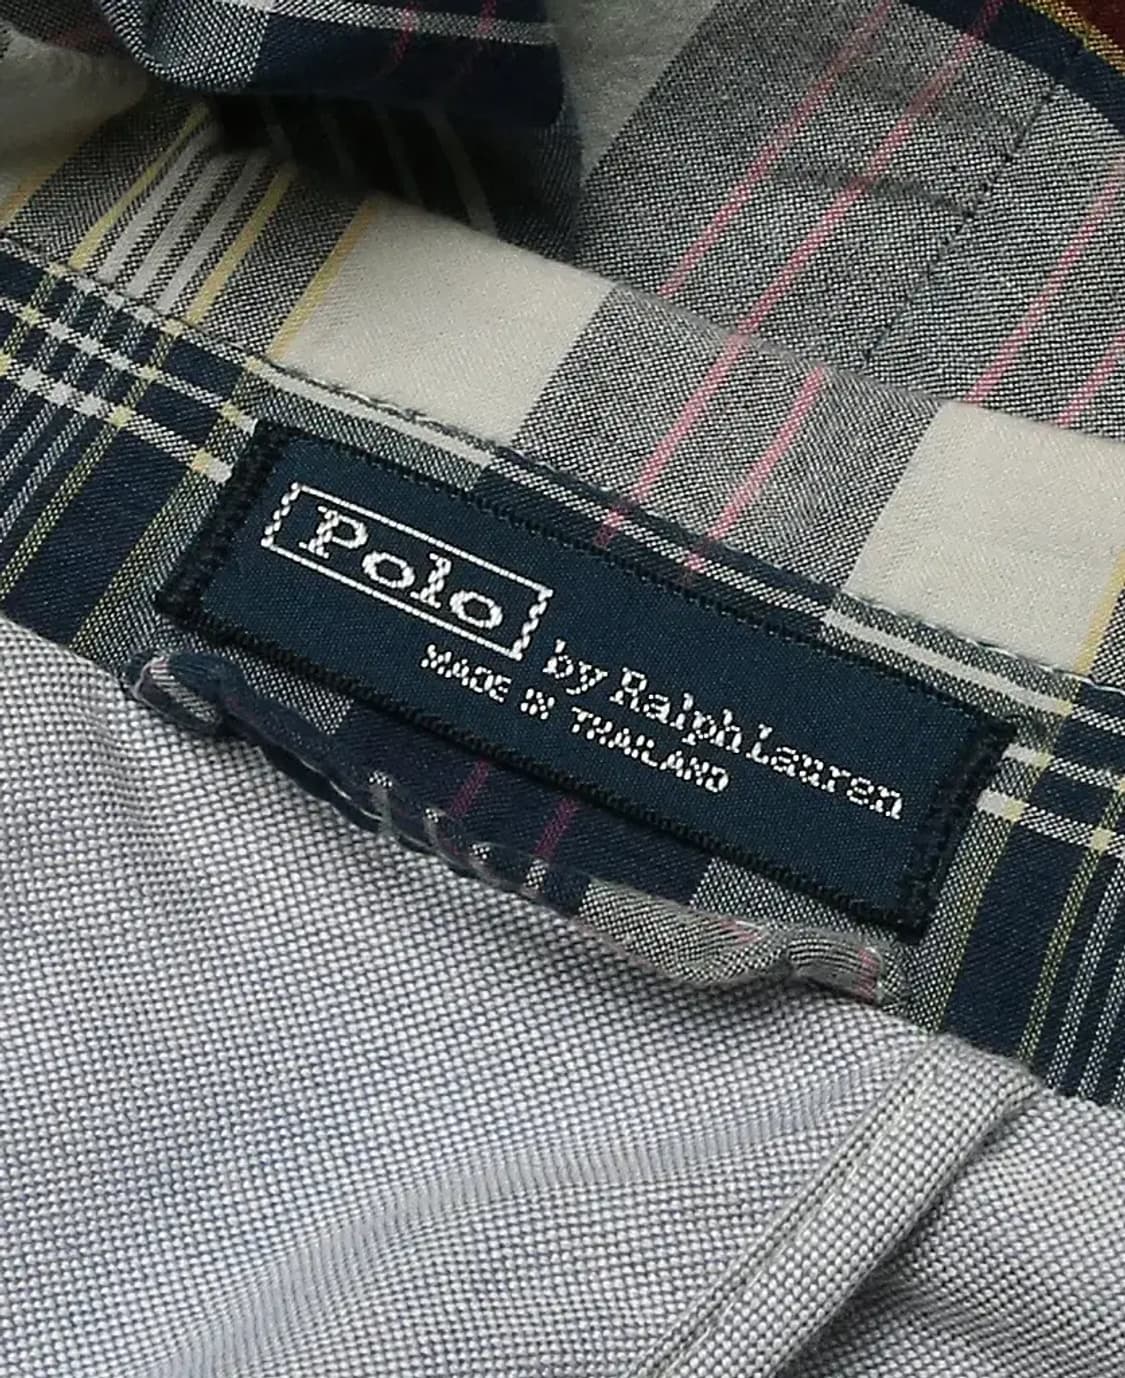 Polo by Ralph Lauren
MADE IN THAILAND